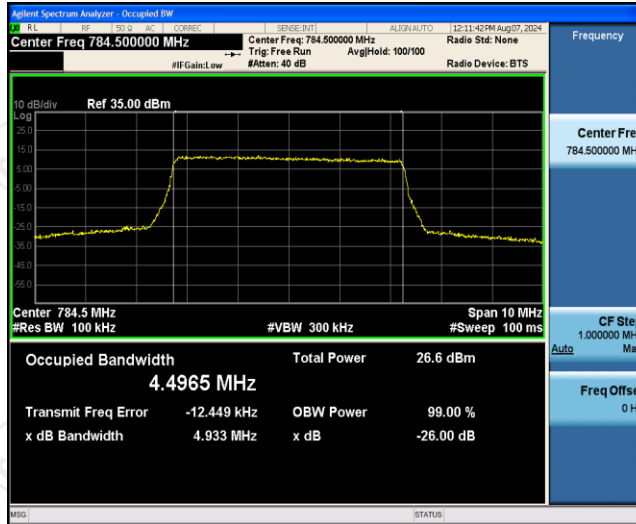 Agilent Spectrum Analyzer - Occupied BW
RL RF 50 Ω AC CORREC SENSE:INT ALIGNAUTO 12:11:42PM Aug07, 2024
Center Freq 784.500000 MHz
Center Freq: 784.500000 MHz
Radio Std: None
Trig: Free Run Avg|Hold: 100/100
#IFGain:Low #Atten: 40 dB Radio Device: BTS
10 dB/div Ref 35.00 dBm
Log
25.0
15.0
5.00
-5.00
-15.0
-25.0
-35.0
-45.0
-55.0
Center 784.5 MHz Span 10 MHz
#Res BW 100 kHz #VBW 300 kHz #Sweep 100 ms
Occupied Bandwidth Total Power 26.6 dBm
4.4965 MHz
Transmit Freq Error -12.449 kHz OBW Power 99.00 %
x dB Bandwidth 4.933 MHz x dB -26.00 dB
MSG STATUS
Frequency
Center Fre
784.500000 MH
CF Ste
1.000000 MH
Auto Ma
Freq Offse
0 H